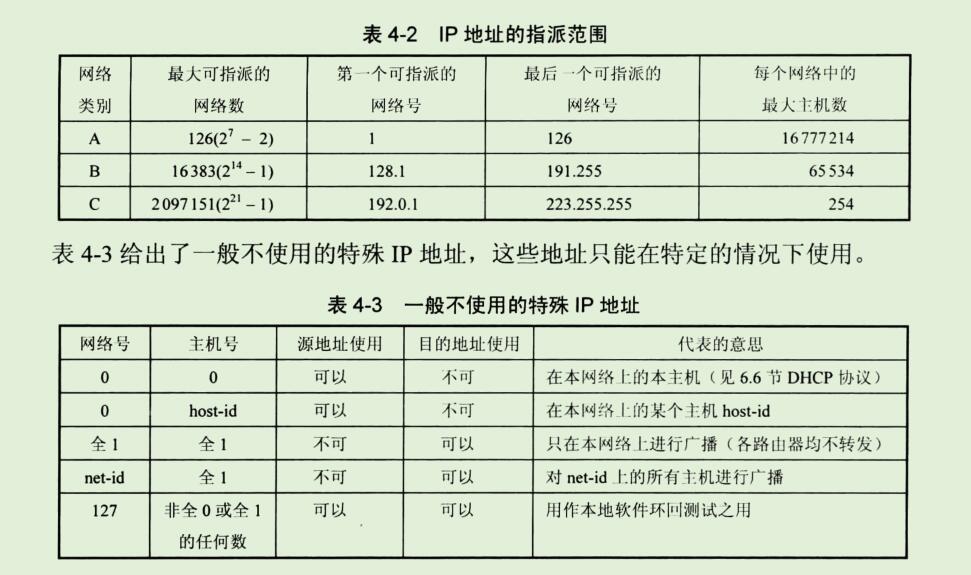 表 4-2 IP 地址的指派范围
网络类别 最大可指派的网络数 第一个可指派的网络号 最后一个可指派的网络号 每个网络中的最大主机数
A 126(2⁷ − 2) 1 126 16777214
B 16383(2¹⁴ − 1) 128.1 191.255 65534
C 2097151(2²¹ − 1) 192.0.1 223.255.255 254
表 4-3 给出了一般不使用的特殊 IP 地址，这些地址只能在特定的情况下使用。
表 4-3 一般不使用的特殊 IP 地址
网络号 主机号 源地址使用 目的地址使用 代表的意思
0 0 可以 不可 在本网络上的本主机（见 6.6 节 DHCP 协议）
0 host-id 可以 不可 在本网络上的某个主机 host-id
全 1 全 1 不可 可以 只在本网络上进行广播（各路由器均不转发）
net-id 全 1 不可 可以 对 net-id 上的所有主机进行广播
127 非全 0 或全 1 的任何数 可以 可以 用作本地软件环回测试之用